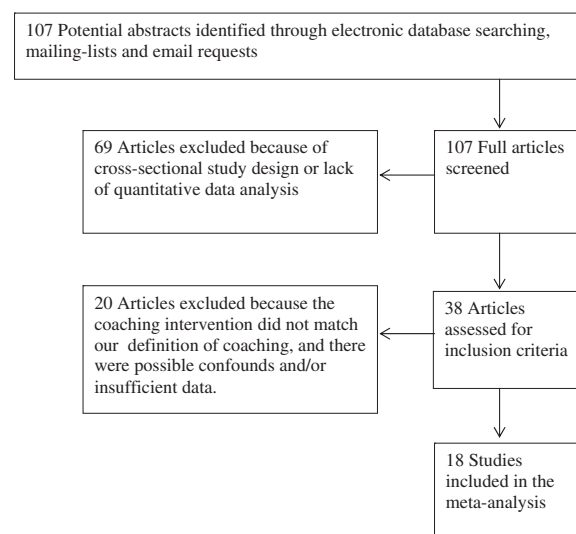 107 Potential abstracts identified through electronic database searching,
mailing-lists and email requests
69 Articles excluded because of
cross-sectional study design or lack
of quantitative data analysis
107 Full articles
screened
20 Articles excluded because the
coaching intervention did not match
our definition of coaching, and there
were possible confounds and/or
insufficient data.
38 Articles
assessed for
inclusion criteria
18 Studies
included in the
meta-analysis